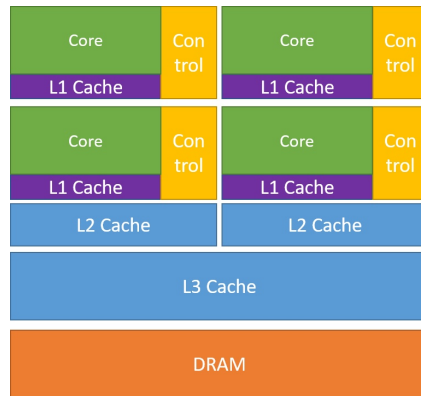 Core
Con
trol
L1 Cache
Core
Con
trol
L1 Cache
Core
Con
trol
L1 Cache
Core
Con
trol
L1 Cache
L2 Cache
L2 Cache
L3 Cache
DRAM